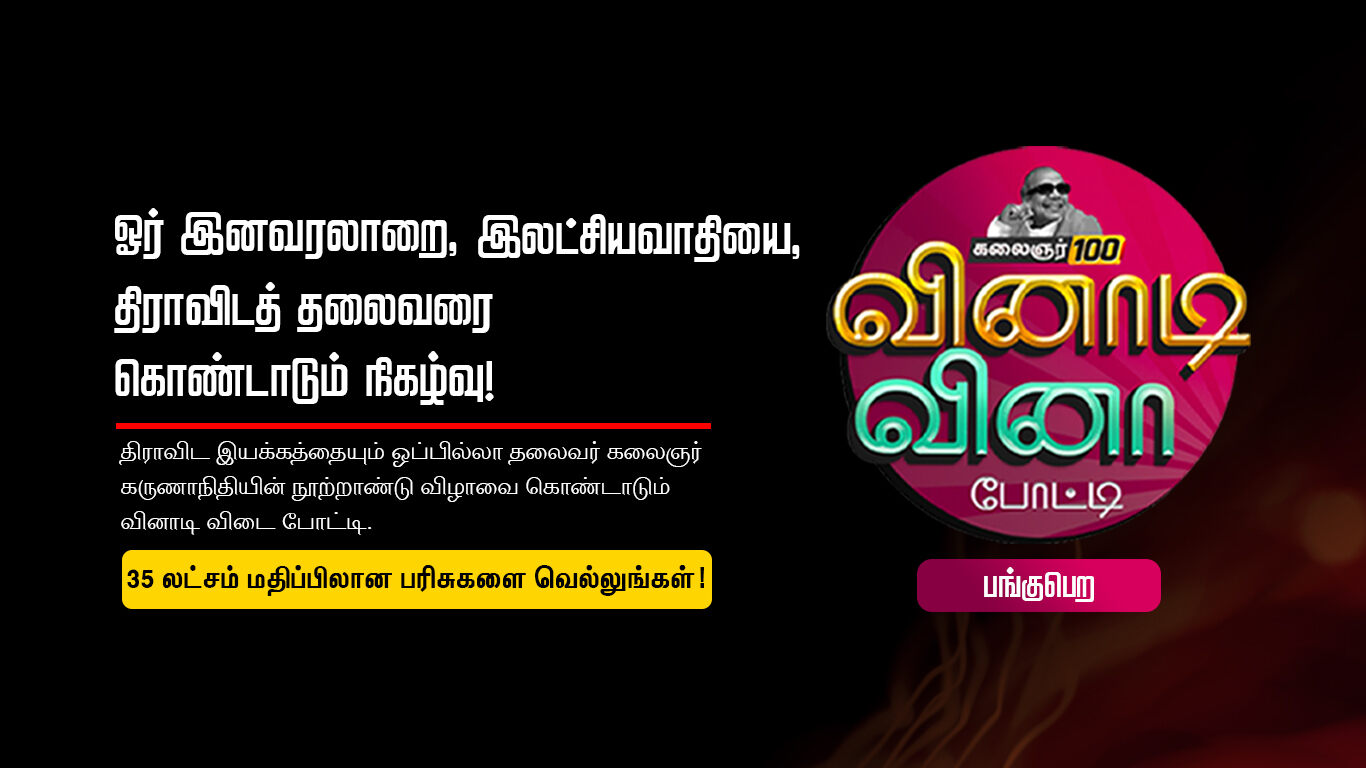 ஓர் இனவரலாறை, இலட்சியவாதியை,
திராவிடத் தலைவரை
கொண்டாடும் நிகழ்வு!
திராவிட இயக்கத்தையும் ஒப்பில்லா தலைவர் கலைஞர்
கருணாநிதியின் நூற்றாண்டு விழாவை கொண்டாடும்
வினாடி விடை போட்டி.
35 லட்சம் மதிப்பிலான பரிசுகளை வெல்லுங்கள்!
கலைஞர் 100
வினாடி
வினா
போட்டி
பங்குபெற